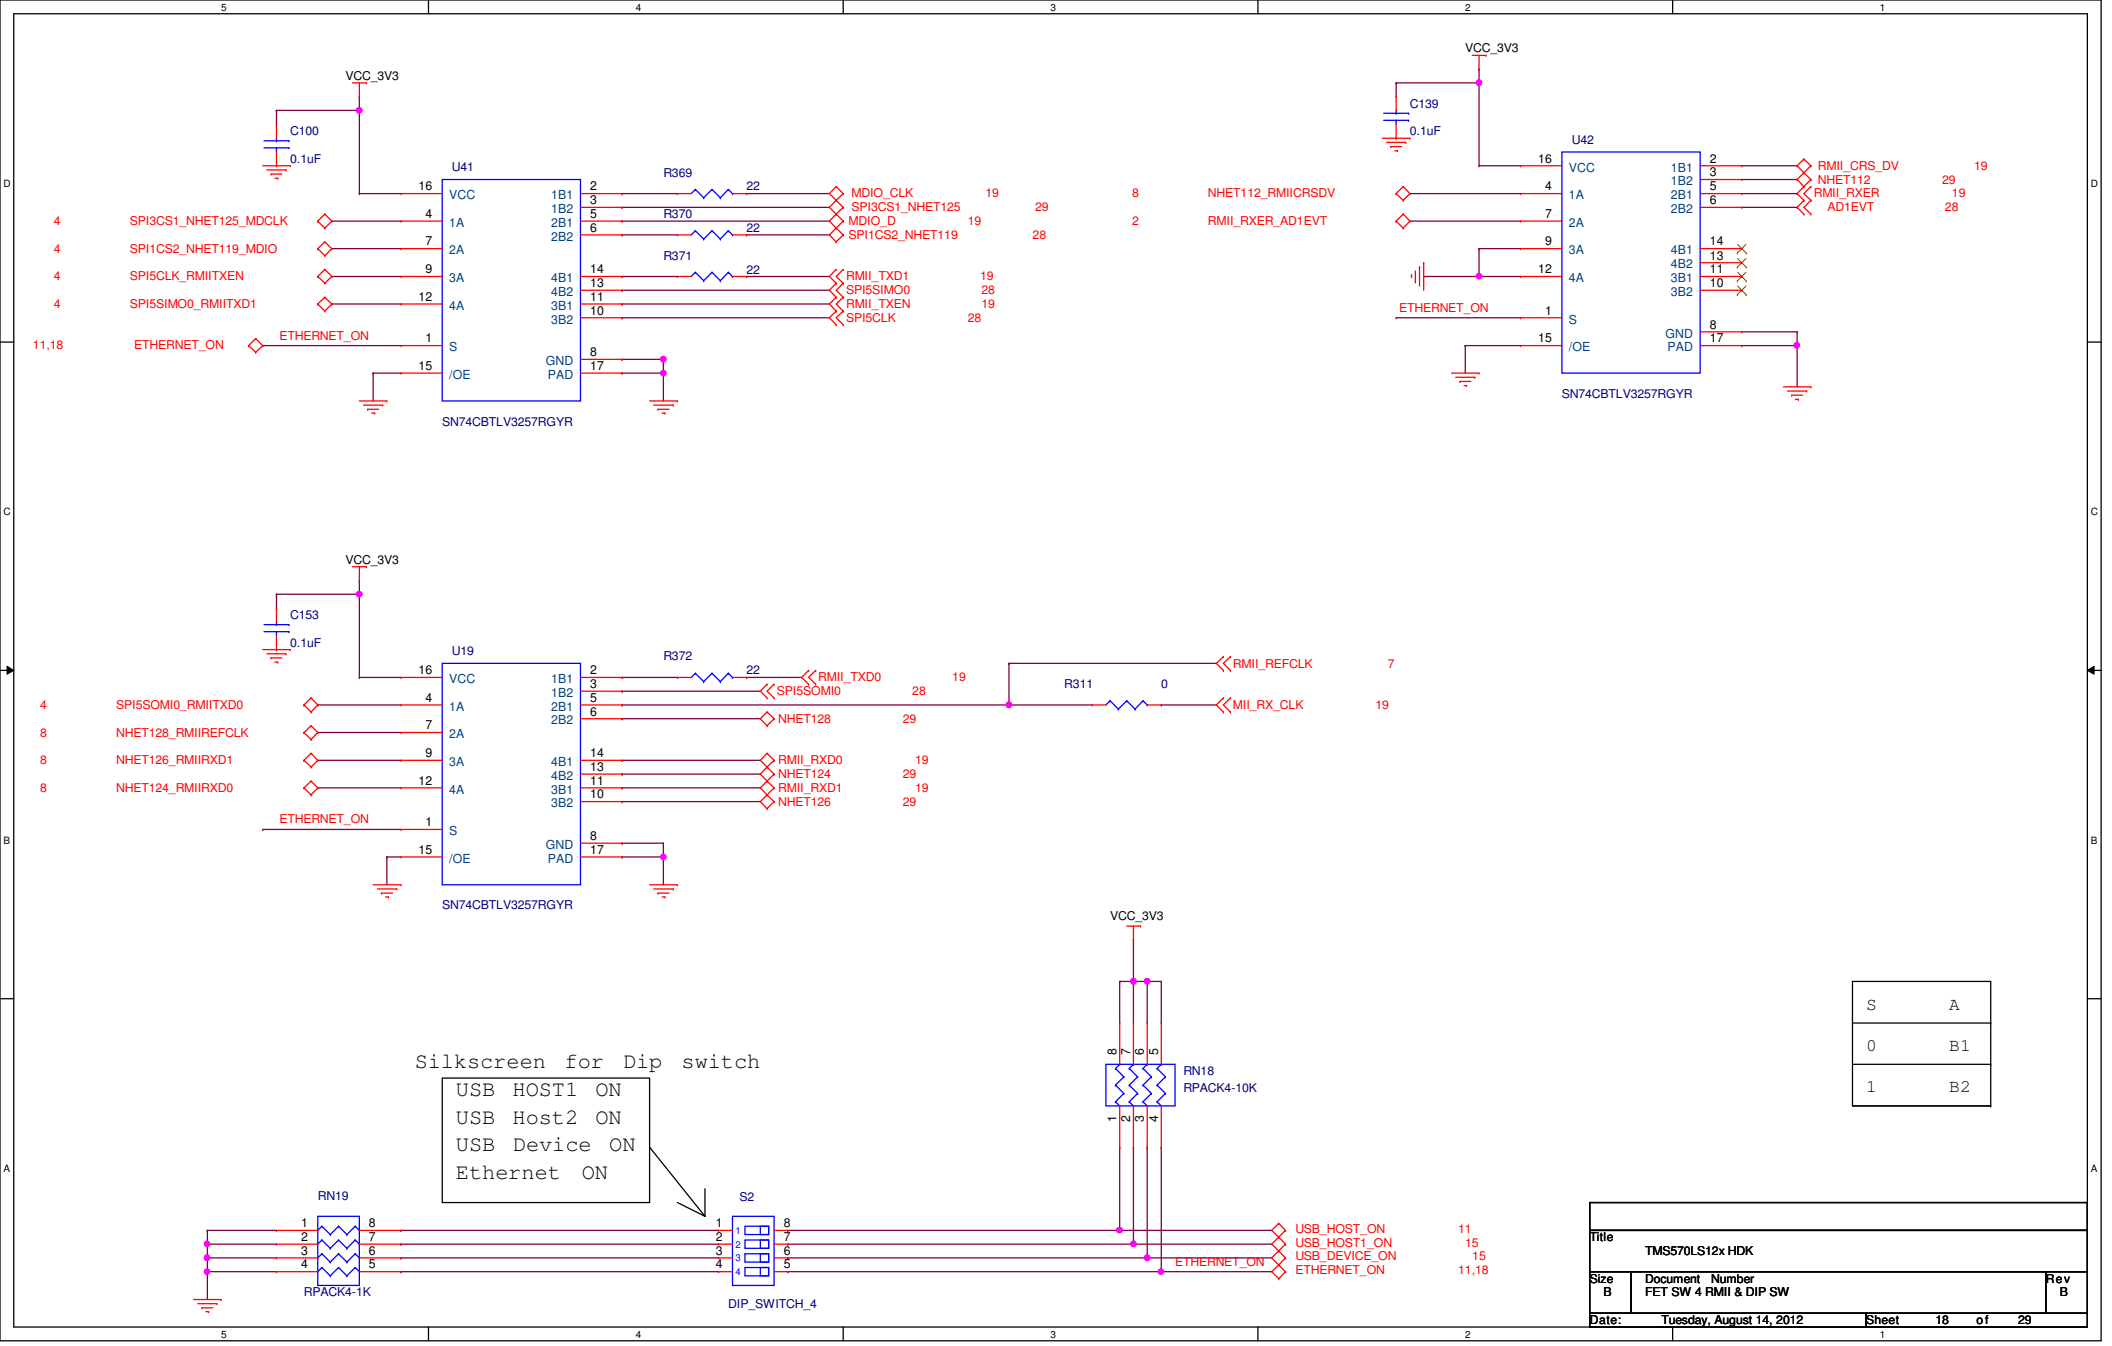 5 4 3 2 1
D D
C C
B B
A A
VCC_3V3
C100
0.1uF
U41
16 VCC
4 SPI3CS1_NHET125_MDCLK 4 1A
4 SPI1CS2_NHET119_MDIO 7 2A
4 SPI5CLK_RMIITXEN 9 3A
4 SPI5SIMO0_RMIITXD1 12 4A
11,18 ETHERNET_ON ETHERNET_ON 1 S
15 /OE
1B1 2 R369 22 MDIO_CLK 19
1B2 3 SPI3CS1_NHET125 29
2B1 5 R370 MDIO_D 19
2B2 6 22 SPI1CS2_NHET119 28
4B1 14 R371 22 RMII_TXD1 19
4B2 13 SPI5SIMO0 28
3B1 11 RMII_TXEN 19
3B2 10 SPI5CLK 28
GND 8
PAD 17
SN74CBTLV3257RGYR
VCC_3V3
C139
0.1uF
U42
16 VCC
8 NHET112_RMIICRSDV 4 1A
2 RMII_RXER_AD1EVT 7 2A
9 3A
12 4A
ETHERNET_ON 1 S
15 /OE
1B1 2 RMII_CRS_DV 19
1B2 3 NHET112 29
2B1 5 RMII_RXER 19
2B2 6 AD1EVT 28
4B1 14
4B2 13
3B1 11
3B2 10
GND 8
PAD 17
SN74CBTLV3257RGYR
VCC_3V3
C153
0.1uF
U19
16 VCC
4 SPI5SOMI0_RMIITXD0 4 1A
8 NHET128_RMIIREFCLK 7 2A
8 NHET126_RMIIRXD1 9 3A
8 NHET124_RMIIRXD0 12 4A
ETHERNET_ON 1 S
15 /OE
1B1 2 R372 22 RMII_TXD0 19
1B2 3 SPI5SOMI0 28
2B1 5
2B2 6 NHET128 29
RMII_REFCLK 7
R311 0 MII_RX_CLK 19
4B1 14 RMII_RXD0 19
4B2 13 NHET124 29
3B1 11 RMII_RXD1 19
3B2 10 NHET126 29
GND 8
PAD 17
SN74CBTLV3257RGYR
VCC_3V3
8 7 6 5
RN18
RPACK4-10K
1 2 3 4
S A
0 B1
1 B2
Silkscreen for Dip switch
USB HOST1 ON
USB Host2 ON
USB Device ON
Ethernet ON
RN19
1 8
2 7
3 6
4 5
RPACK4-1K
S2
1 1 8
2 2 7
3 3 6
4 4 5
DIP_SWITCH_4
USB_HOST_ON 11
USB_HOST1_ON 15
USB_DEVICE_ON 15
ETHERNET_ON ETHERNET_ON 11,18
Title
TMS570LS12x HDK
Size Document Number Rev
B FET SW 4 RMII & DIP SW B
Date: Tuesday, August 14, 2012 Sheet 18 of 29
5 4 3 2 1